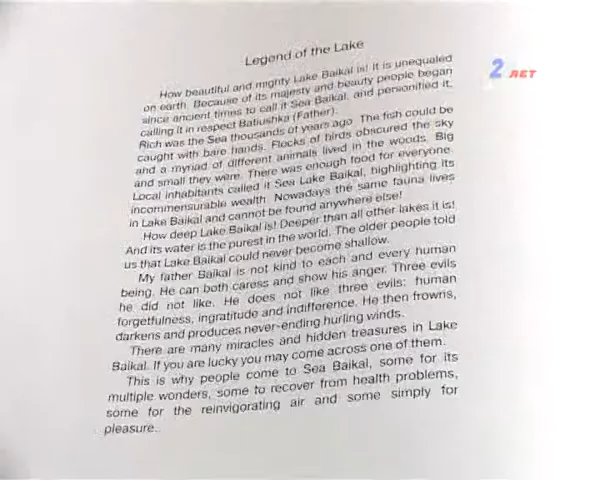 Legend of the Lake
2 ЛЕТ
How beautiful and mighty Lake Baikal is! It is unequaled
on earth. Because of its majesty and beauty people began
since ancient times to call it Sea Baikal, and personified it,
calling it in respect Batiushka (Father).
Rich was the Sea thousands of years ago. The fish could be
caught with bare hands. Flocks of birds obscured the sky
and a myriad of different animals lived in the woods. Big
and small they were. There was enough food for everyone.
Local inhabitants called it Sea Lake Baikal, highlighting its
incommensurable wealth. Nowadays the same fauna lives
in Lake Baikal and cannot be found anywhere else!
How deep Lake Baikal is! Deeper than all other lakes it is!
And its water is the purest in the world. The older people told
us that Lake Baikal could never become shallow.
My father Baikal is not kind to each and every human
being. He can both caress and show his anger. Three evils
he did not like. He does not like three evils: human
forgetfulness, ingratitude and indifference. He then frowns,
darkens and produces never-ending hurling winds.
There are many miracles and hidden treasures in Lake
Baikal. If you are lucky you may come across one of them.
This is why people come to Sea Baikal, some for its
multiple wonders, some to recover from health problems,
some for the reinvigorating air and some simply for
pleasure.